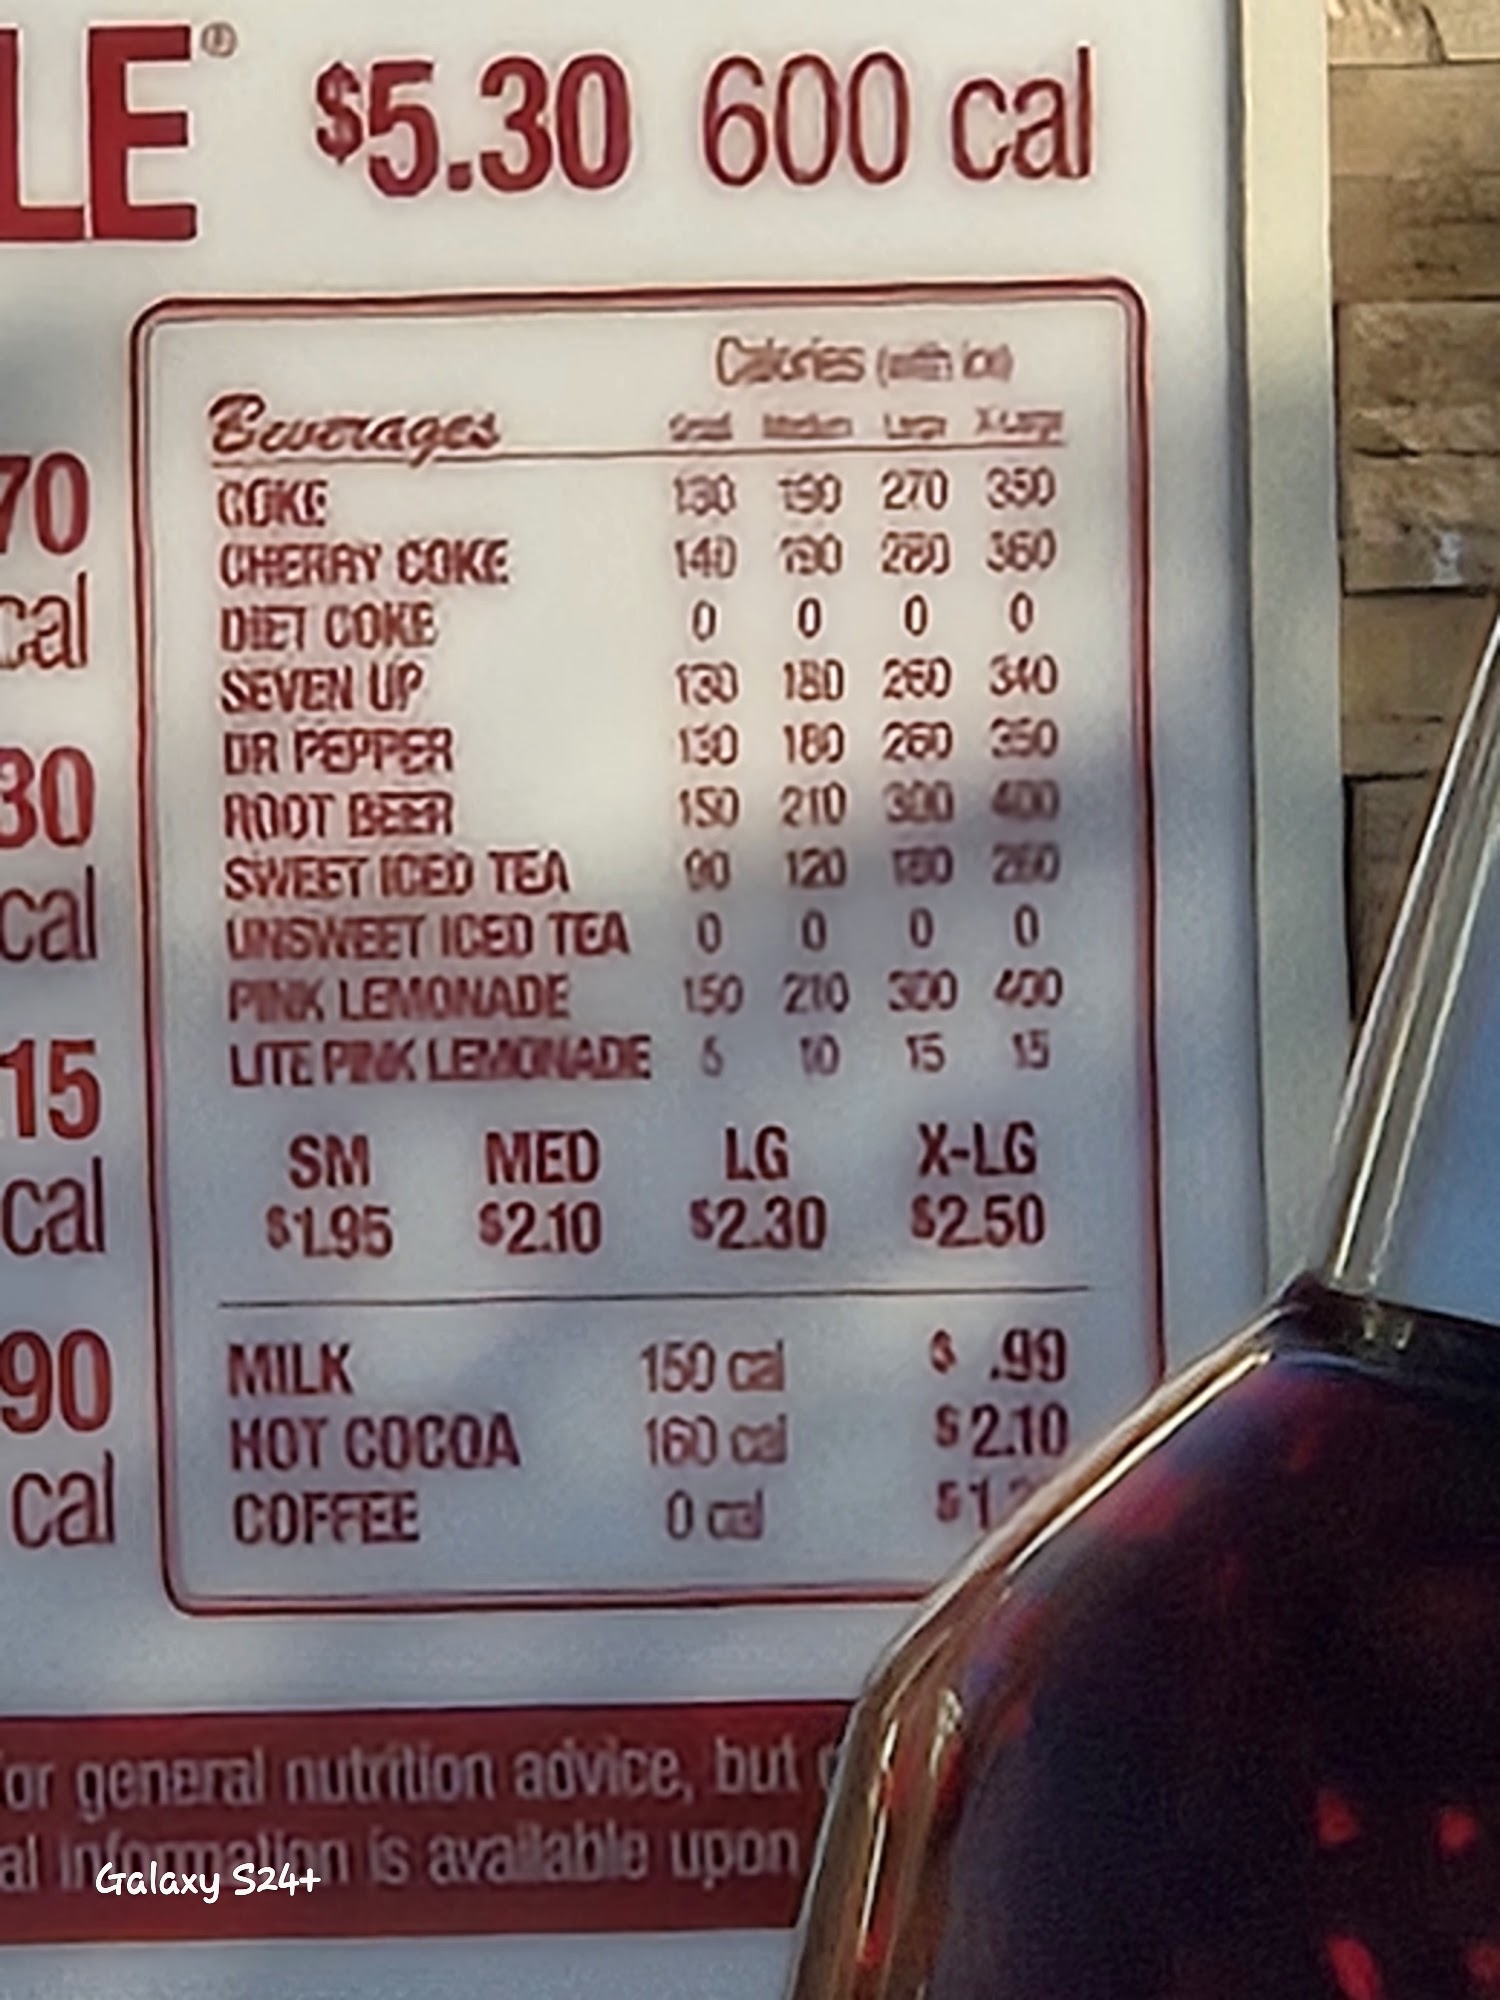 LE® $5.30 600 cal
Calories (with ice)
Beverages Small Medium Large X-Large
COKE 130 190 270 350
CHERRY COKE 140 190 280 360
70
DIET COKE 0 0 0 0
cal
SEVEN UP 130 180 260 340
DR PEPPER 130 180 260 350
30
ROOT BEER 150 210 300 400
SWEET ICED TEA 90 120 180 260
cal
UNSWEET ICED TEA 0 0 0 0
PINK LEMONADE 150 210 300 400
LITE PINK LEMONADE 5 10 15 15
15
SM MED LG X-LG
cal
$1.95 $2.10 $2.30 $2.50
90
MILK 150 cal $ .99
HOT COCOA 160 cal $2.10
cal
COFFEE 0 cal $1.
or general nutrition advice, but
al information is available upon
Galaxy S24+